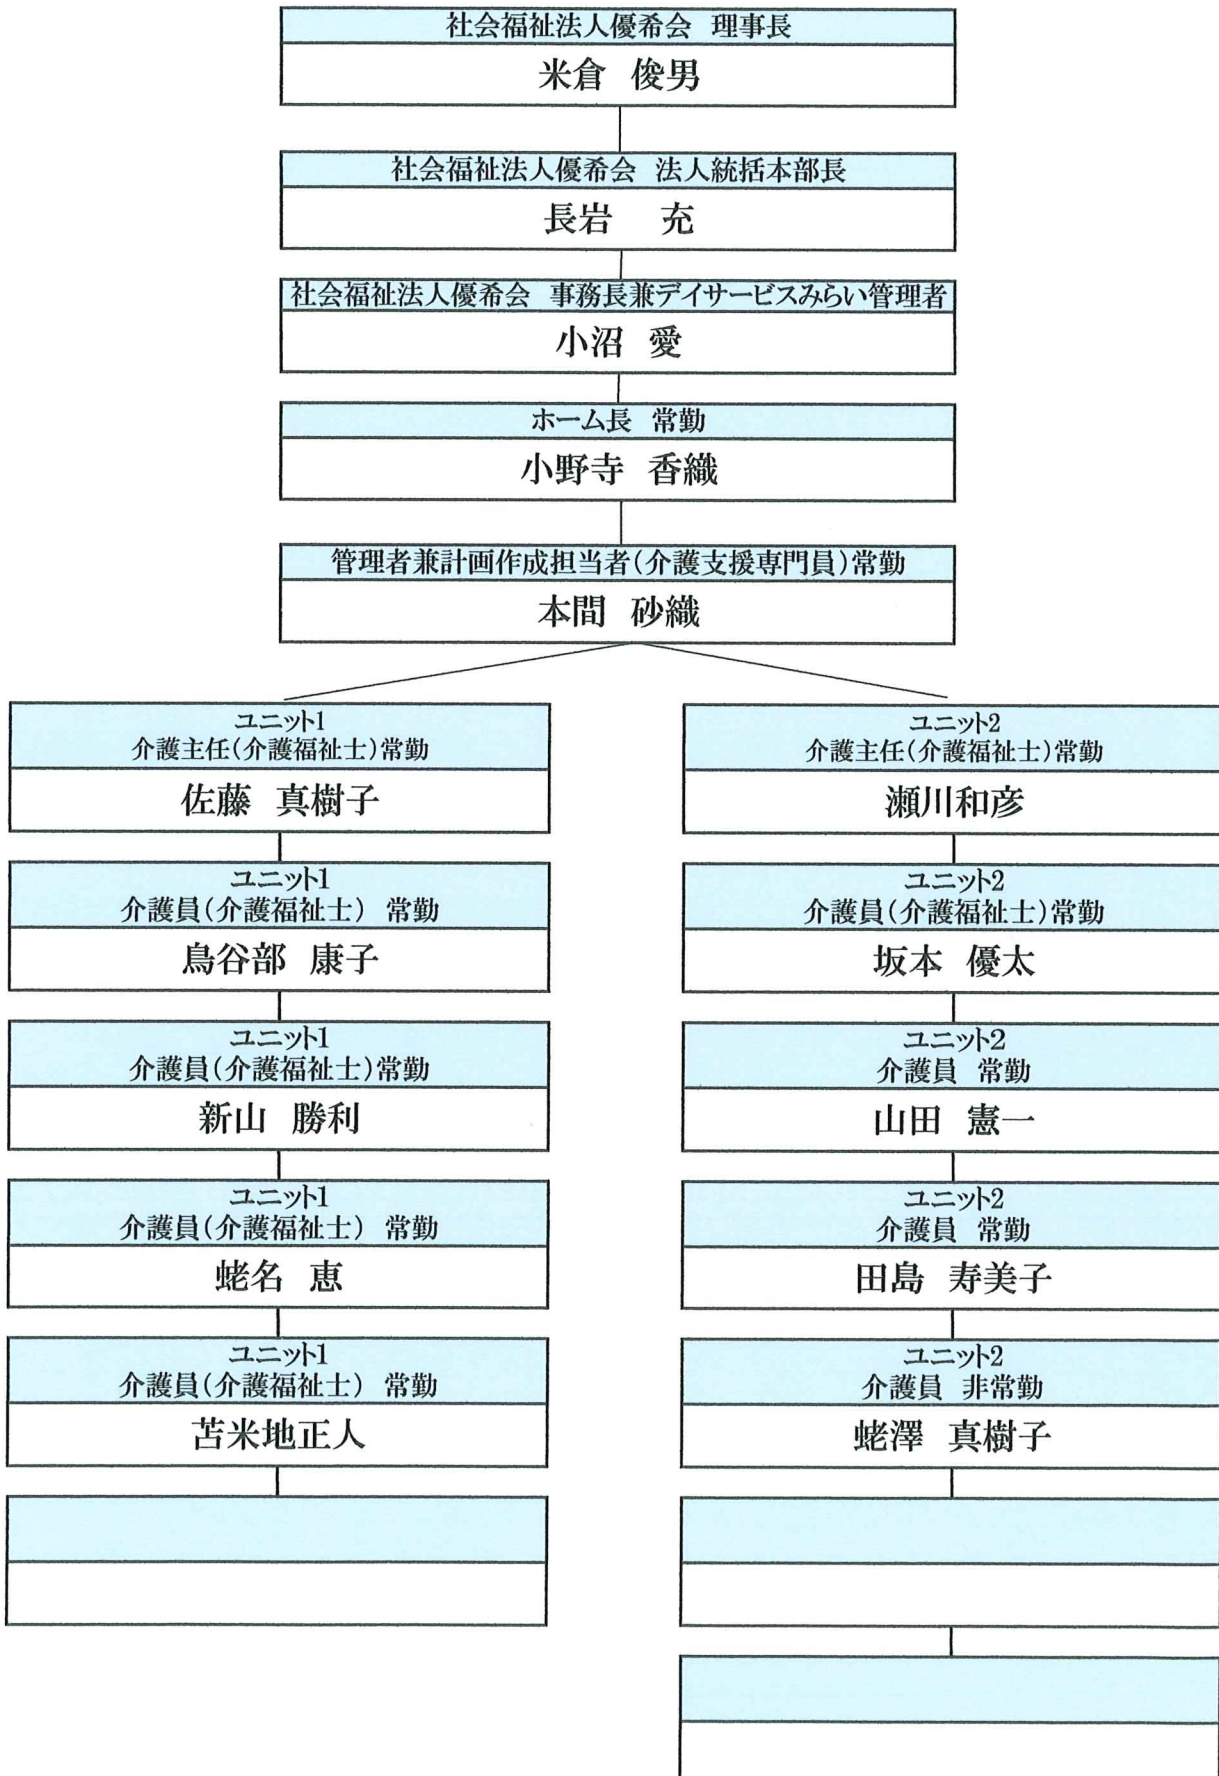 社会福祉法人優希会 理事長
米倉 俊男
社会福祉法人優希会 法人統括本部長
長岩 充
社会福祉法人優希会 事務長兼デイサービスみらい管理者
小沼 愛
ホーム長 常勤
小野寺 香織
管理者兼計画作成担当者(介護支援専門員)常勤
本間 砂織
ユニット1
介護主任(介護福祉士)常勤
佐藤 真樹子
ユニット1
介護員(介護福祉士) 常勤
鳥谷部 康子
ユニット1
介護員(介護福祉士)常勤
新山 勝利
ユニット1
介護員(介護福祉士) 常勤
蛯名 恵
ユニット1
介護員(介護福祉士) 常勤
苫米地正人
ユニット2
介護主任(介護福祉士)常勤
瀬川和彦
ユニット2
介護員(介護福祉士)常勤
坂本 優太
ユニット2
介護員 常勤
山田 憲一
ユニット2
介護員 常勤
田島 寿美子
ユニット2
介護員 非常勤
蛯澤 真樹子